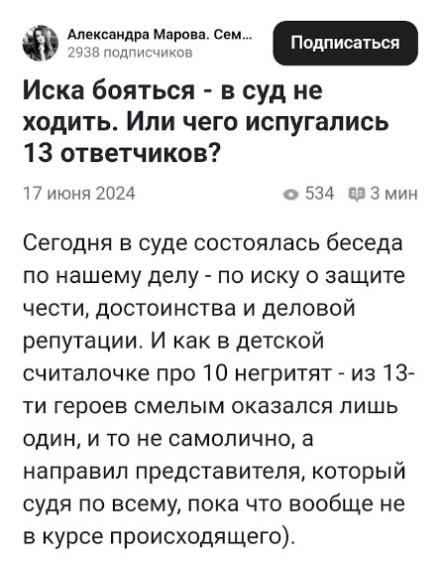 Александра Марова. Сем...
2938 подписчиков
Подписаться
Иска бояться - в суд не
ходить. Или чего испугались
13 ответчиков?
17 июня 2024
534
3 мин
Сегодня в суде состоялась беседа
по нашему делу - по иску о защите
чести, достоинства и деловой
репутации. И как в детской
считалочке про 10 негритят - из 13-
ти героев смелым оказался лишь
один, и то не самолично, а
направил представителя, который
судя по всему, пока что вообще не
в курсе происходящего).